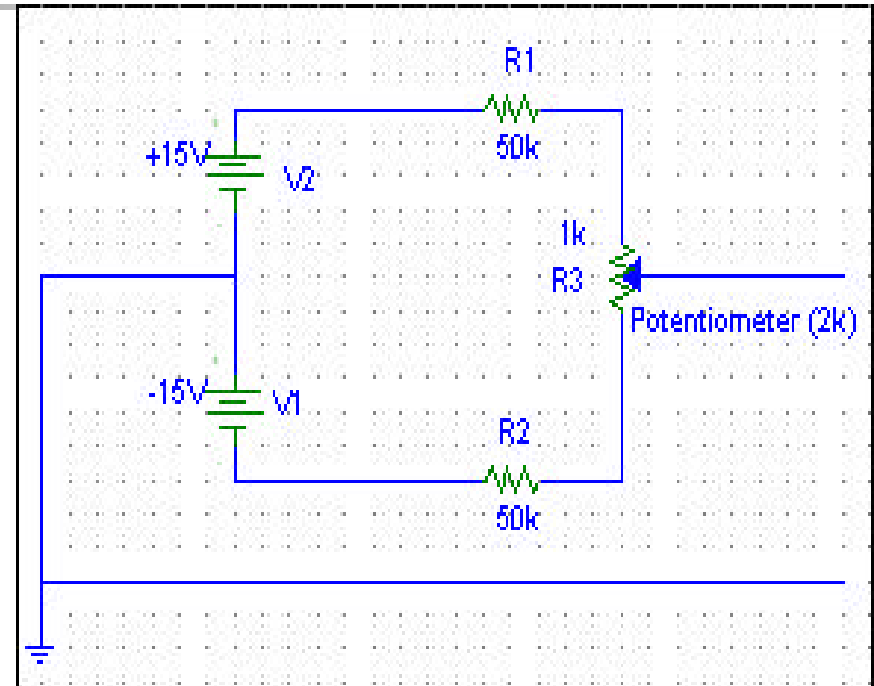 R1
50k
+15V
V2
1k
R3
Potentiometer (2k)
-15V
V1
R2
50k